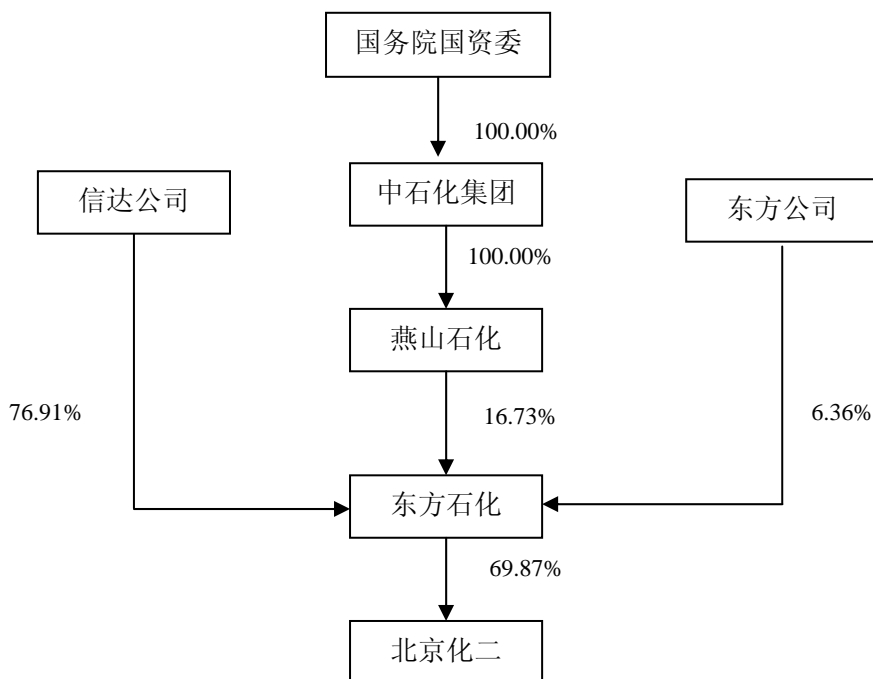 国务院国资委
100.00%
信达公司
中石化集团
东方公司
100.00%
燕山石化
76.91%
16.73%
6.36%
东方石化
69.87%
北京化二